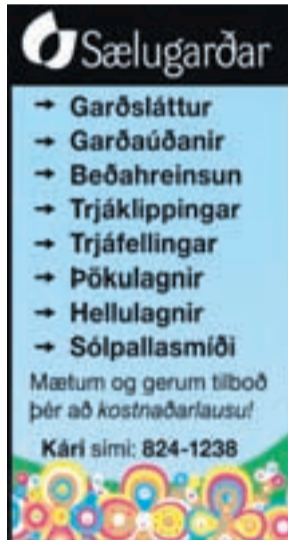 Sælugarðar
→ Garðsláttur
→ Garðaúðanir
→ Beðahreinsun
→ Trjáklippingar
→ Trjáfellingar
→ Þökulagnir
→ Hellulagnir
→ Sólpallasmíði
Mætum og gerum tilboð
þér að kostnaðarlausu!
Kári sími: 824-1238